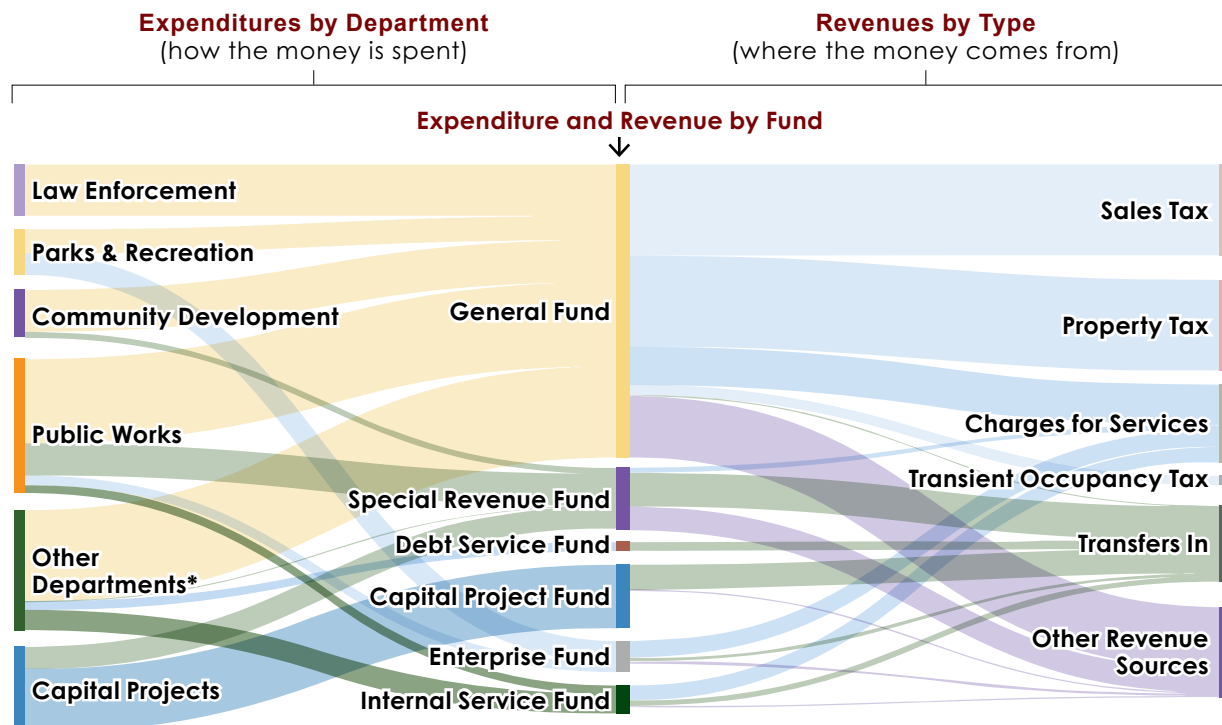 Expenditures by Department
(how the money is spent)
Revenues by Type
(where the money comes from)
Expenditure and Revenue by Fund
Law Enforcement
Parks & Recreation
Community Development
Public Works
Other
Departments*
Capital Projects
General Fund
Special Revenue Fund
Debt Service Fund
Capital Project Fund
Enterprise Fund
Internal Service Fund
Sales Tax
Property Tax
Charges for Services
Transient Occupancy Tax
Transfers In
Other Revenue
Sources